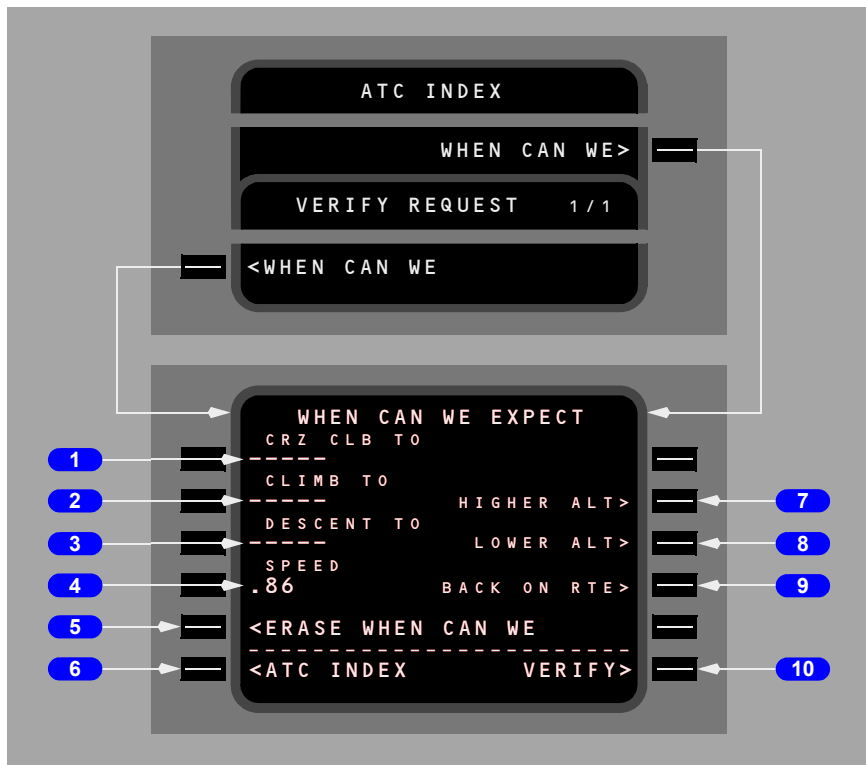 ATC INDEX
WHEN CAN WE>
VERIFY REQUEST 1/1
<WHEN CAN WE
WHEN CAN WE EXPECT
CRZ CLB TO
1 -----
CLIMB TO
2 ----- HIGHER ALT> 7
DESCENT TO
3 ----- LOWER ALT> 8
SPEED
4 .86 BACK ON RTE> 9
5 <ERASE WHEN CAN WE
------------------------
6 <ATC INDEX VERIFY> 10